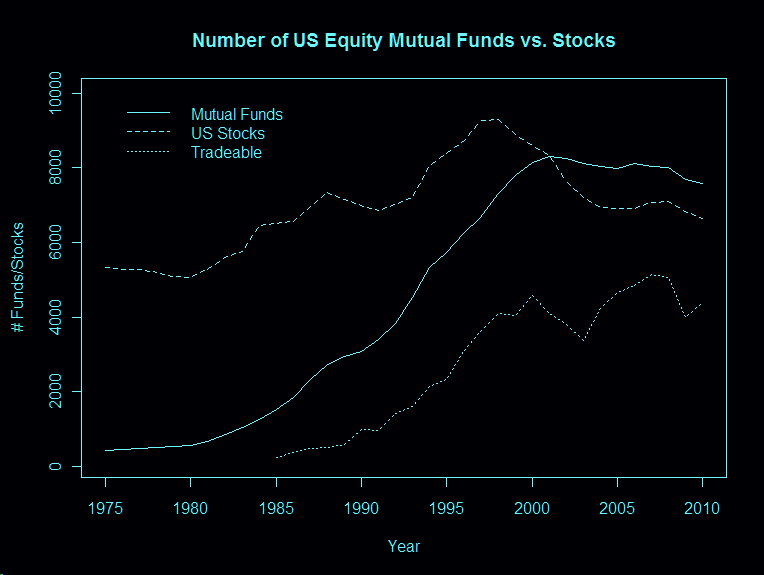 Number of US Equity Mutual Funds vs. Stocks
10000
8000
6000
4000
2000
0
# Funds/Stocks
Mutual Funds
US Stocks
Tradeable
1975 1980 1985 1990 1995 2000 2005 2010
Year